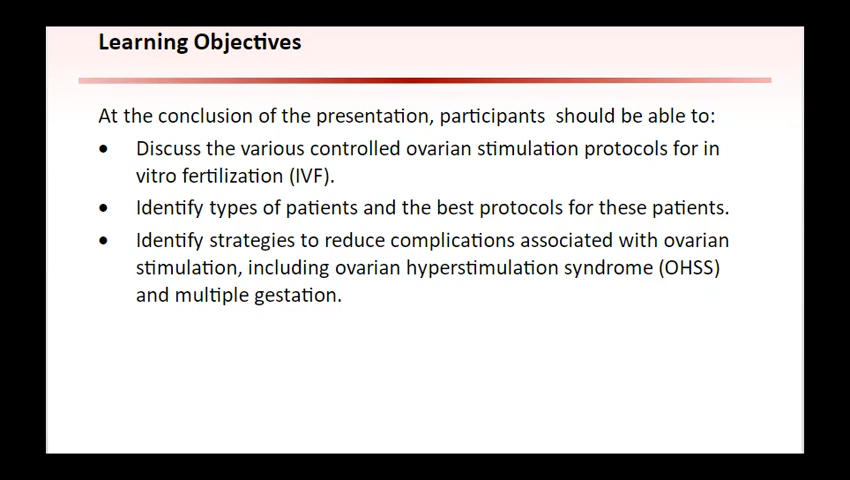 Learning Objectives
At the conclusion of the presentation, participants should be able to:
• Discuss the various controlled ovarian stimulation protocols for in
vitro fertilization (IVF).
• Identify types of patients and the best protocols for these patients.
• Identify strategies to reduce complications associated with ovarian
stimulation, including ovarian hyperstimulation syndrome (OHSS)
and multiple gestation.